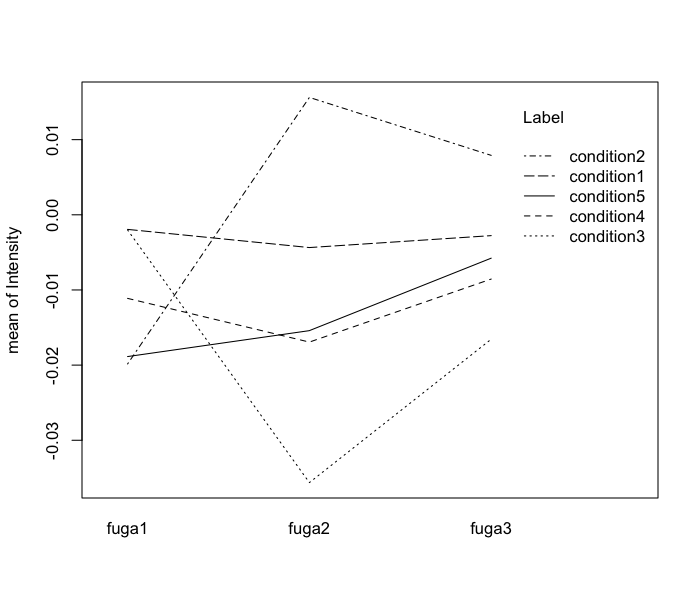 Label
condition2
condition1
condition5
condition4
condition3
mean of Intensity
0.01
0.00
-0.01
-0.02
-0.03
fuga1
fuga2
fuga3